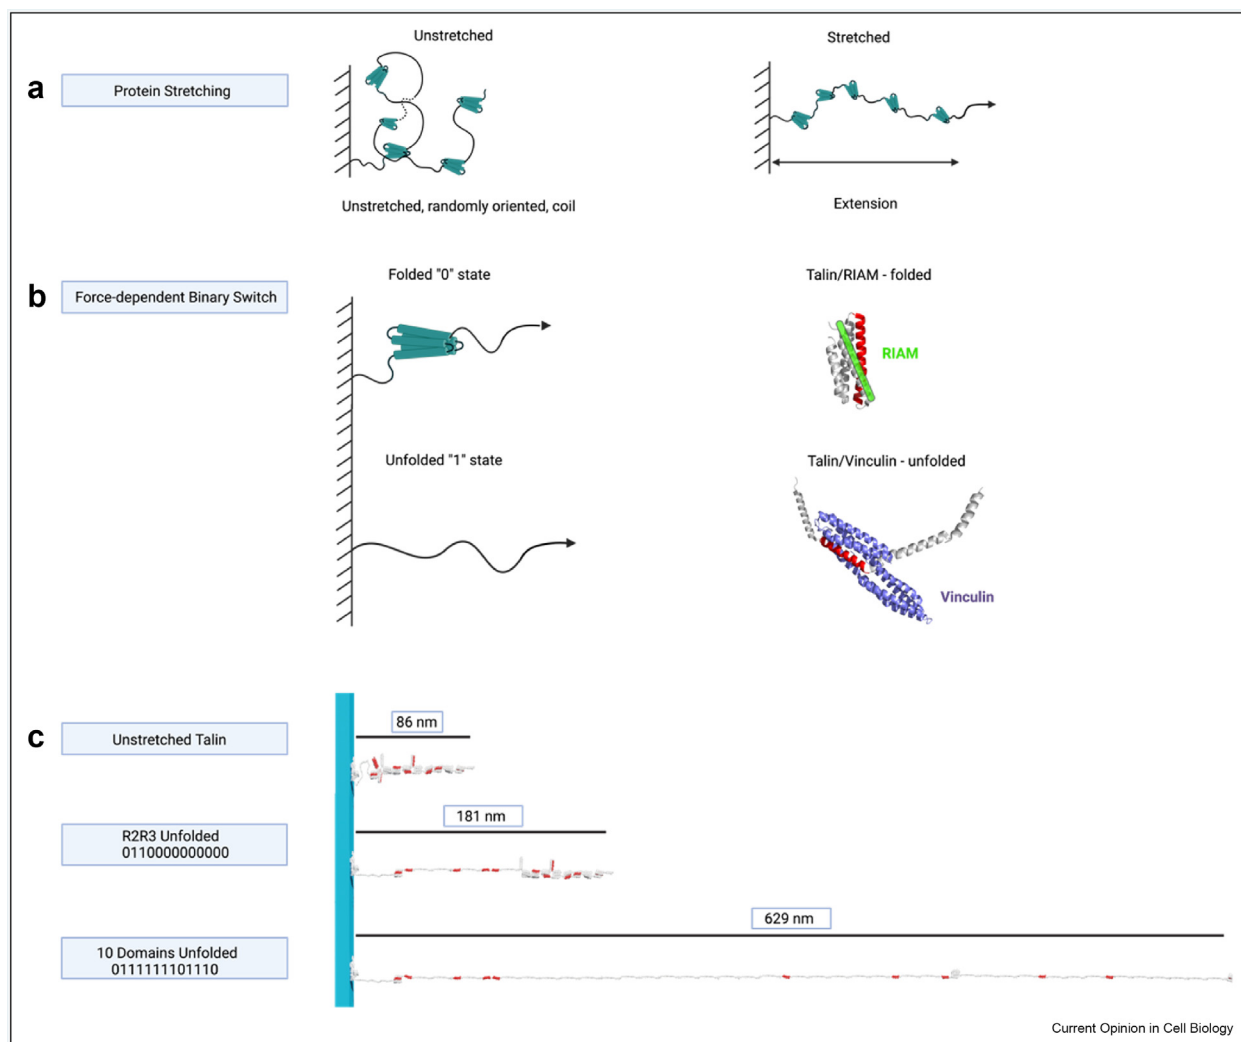 a
Protein Stretching
Unstretched
Stretched
Unstretched, randomly oriented, coil
Extension
b
Force-dependent Binary Switch
Folded "0" state
Talin/RIAM - folded
RIAM
Unfolded "1" state
Talin/Vinculin - unfolded
Vinculin
c
Unstretched Talin
86 nm
R2R3 Unfolded
0110000000000
181 nm
10 Domains Unfolded
0111111101110
629 nm
Current Opinion in Cell Biology